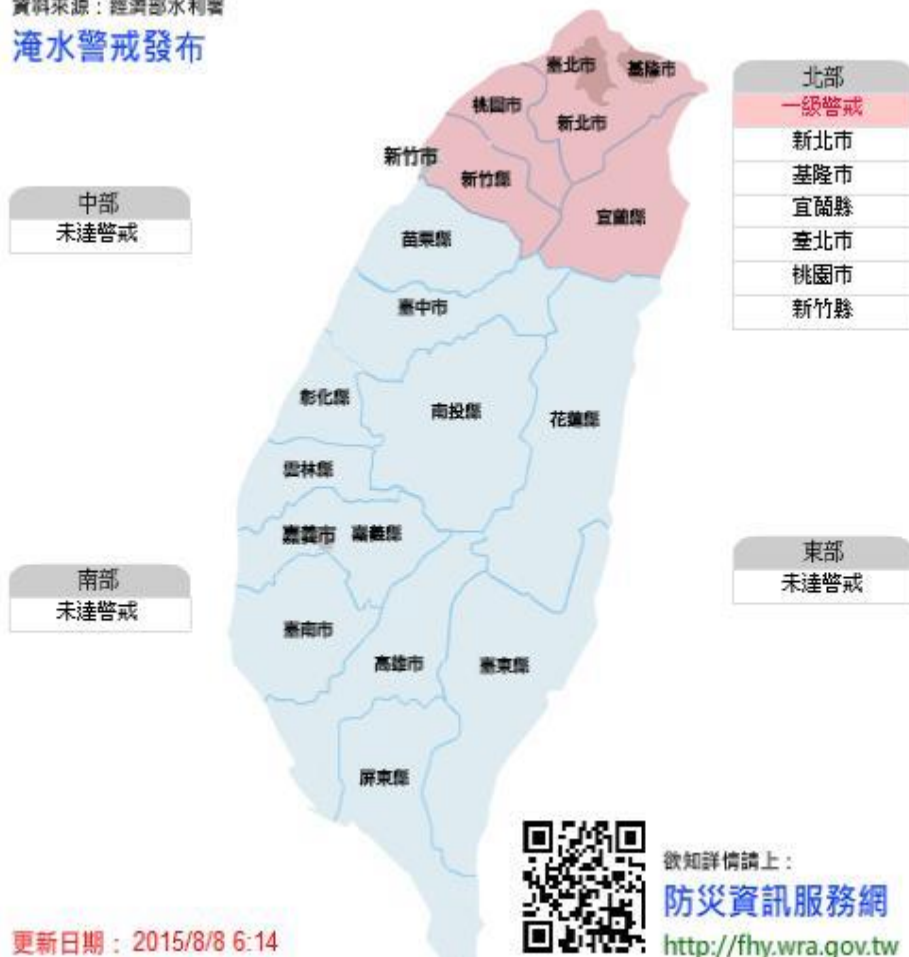 資料來源：經濟部水利署
淹水警戒發布
北部
一級警戒
新北市
基隆市
宜蘭縣
臺北市
桃園市
新竹縣
中部
未達警戒
南部
未達警戒
東部
未達警戒
臺北市
基隆市
桃園市
新北市
新竹市
新竹縣
宜蘭縣
苗栗縣
臺中市
彰化縣
南投縣
花蓮縣
雲林縣
嘉義市
嘉義縣
臺南市
高雄市
臺東縣
屏東縣
欲知詳情請上：
防災資訊服務網
http://fhy.wra.gov.tw
更新日期：2015/8/8 6:14